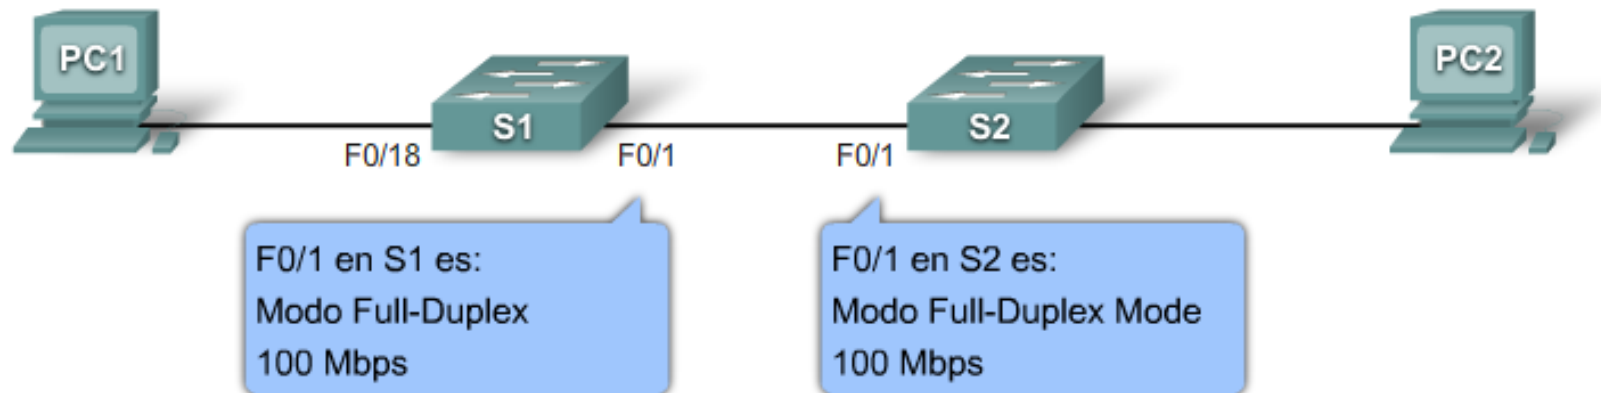 PC1
S1
S2
PC2
F0/18
F0/1
F0/1
F0/1 en S1 es:
Modo Full-Duplex
100 Mbps
F0/1 en S2 es:
Modo Full-Duplex Mode
100 Mbps